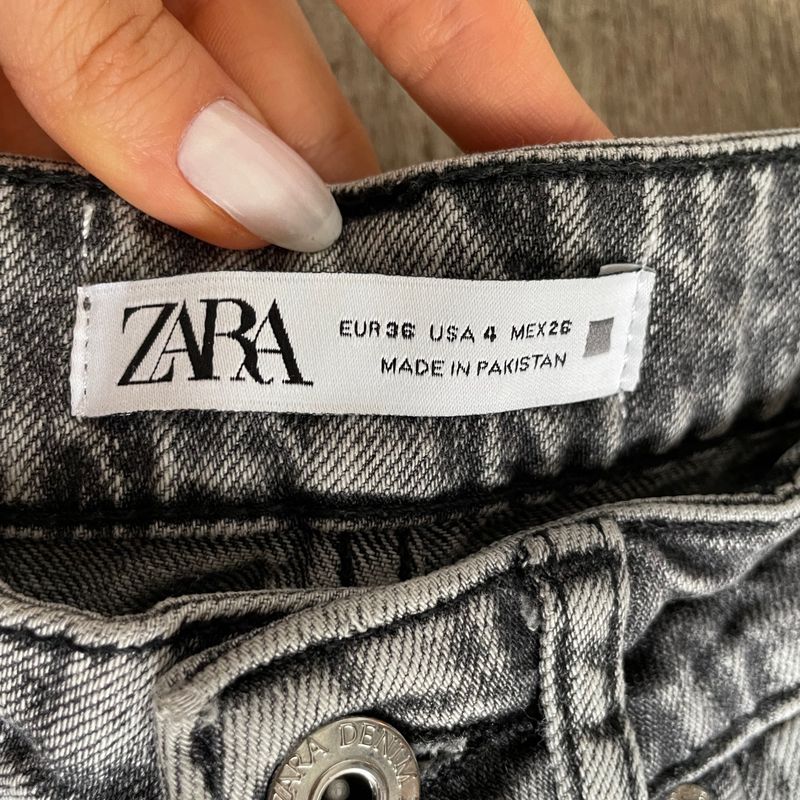 ZARA
EUR 36 USA 4 MEX 26
MADE IN PAKISTAN
ZARA DENIM